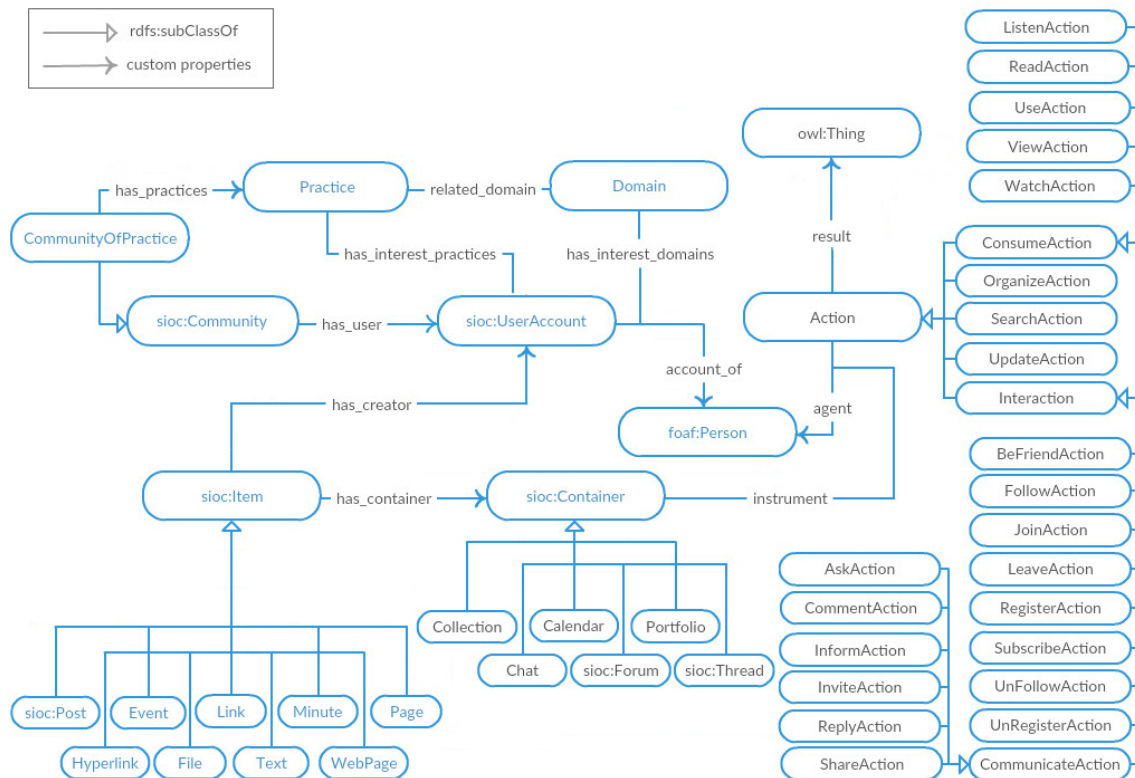 rdfs:subClassOf
custom properties
ListenAction
ReadAction
UseAction
ViewAction
WatchAction
owl:Thing
has_practices
Practice
related_domain
Domain
CommunityOfPractice
result
ConsumeAction
has_interest_practices
has_interest_domains
OrganizeAction
sioc:Community
has_user
sioc:UserAccount
Action
SearchAction
UpdateAction
account_of
Interaction
has_creator
agent
foaf:Person
BeFriendAction
FollowAction
sioc:Item
has_container
sioc:Container
instrument
JoinAction
AskAction
LeaveAction
CommentAction
RegisterAction
Collection
Calendar
Portfolio
InformAction
SubscribeAction
Chat
sioc:Forum
sioc:Thread
InviteAction
UnFollowAction
sioc:Post
Event
Link
Minute
Page
ReplyAction
UnRegisterAction
Hyperlink
File
Text
WebPage
ShareAction
CommunicateAction